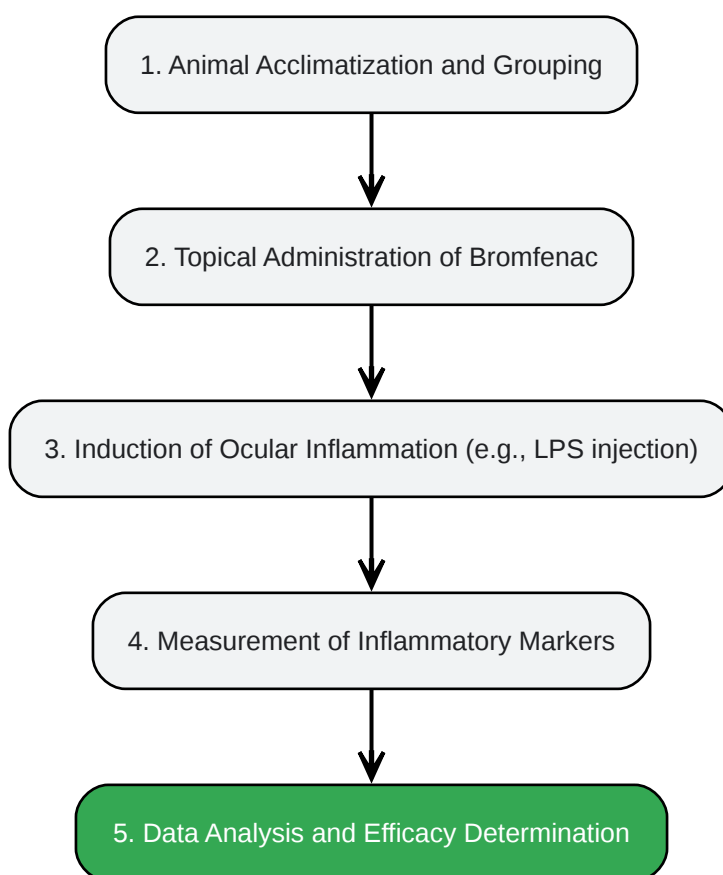 1. Animal Acclimatization and Grouping
2. Topical Administration of Bromfenac
3. Induction of Ocular Inflammation (e.g., LPS injection)
4. Measurement of Inflammatory Markers
5. Data Analysis and Efficacy Determination